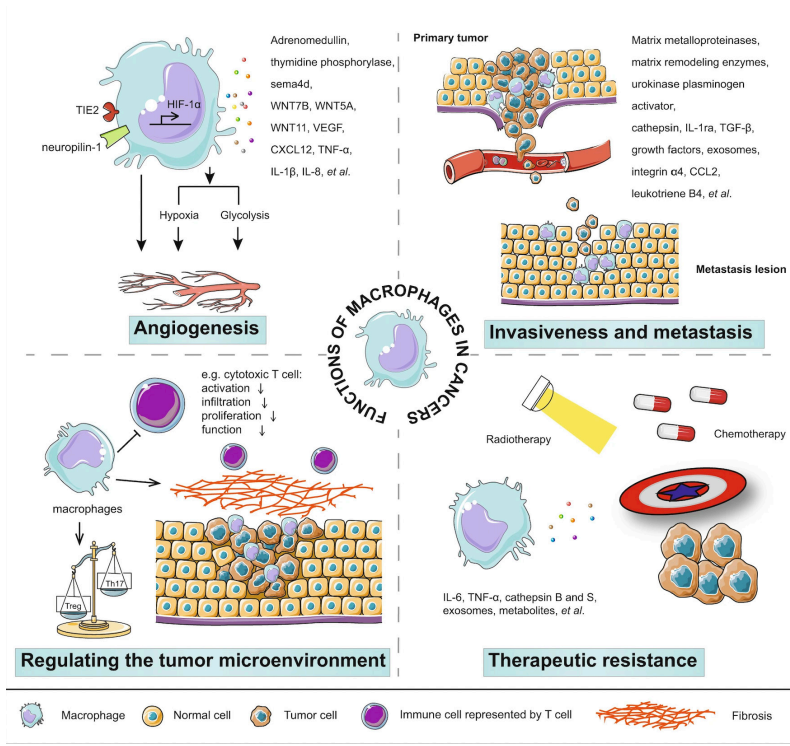 Adrenomedullin,
thymidine phosphorylase,
sema4d,
WNT7B, WNT5A,
WNT11, VEGF,
CXCL12, TNF-α,
IL-1β, IL-8, et al.
TIE2
HIF-1α
neuropilin-1
Hypoxia
Glycolysis
Angiogenesis
Primary tumor
Matrix metalloproteinases,
matrix remodeling enzymes,
urokinase plasminogen
activator,
cathepsin, IL-1ra, TGF-β,
growth factors, exosomes,
integrin α4, CCL2,
leukotriene B4, et al.
Metastasis lesion
Invasiveness and metastasis
FUNCTIONS OF MACROPHAGES IN CANCERS
e.g. cytotoxic T cell:
activation ↓
infiltration ↓
proliferation ↓
function ↓
macrophages
Treg
Th17
Regulating the tumor microenvironment
Radiotherapy
Chemotherapy
IL-6, TNF-α, cathepsin B and S,
exosomes, metabolites, et al.
Therapeutic resistance
Macrophage
Normal cell
Tumor cell
Immune cell represented by T cell
Fibrosis